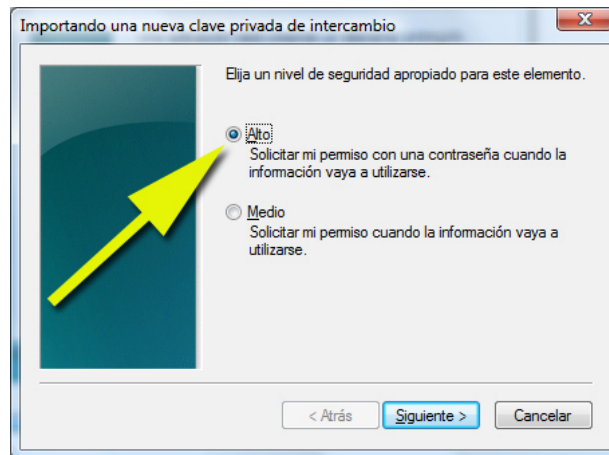 Importando una nueva clave privada de intercambio
Elija un nivel de seguridad apropiado para este elemento.
Alto
Solicitar mi permiso con una contraseña cuando la
información vaya a utilizarse.
Medio
Solicitar mi permiso cuando la información vaya a
utilizarse.
< Atrás
Siguiente >
Cancelar